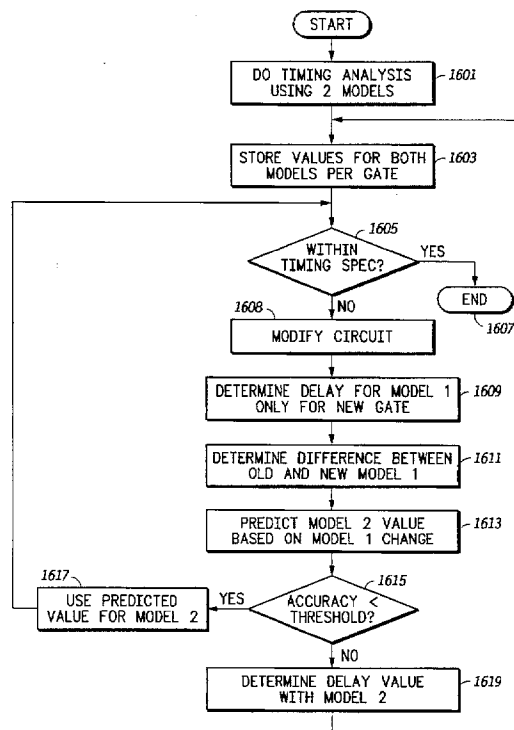 START
DO TIMING ANALYSIS
USING 2 MODELS
1601
STORE VALUES FOR BOTH
MODELS PER GATE
1603
1605
WITHIN
TIMING SPEC?
YES
END
1607
NO
1608
MODIFY CIRCUIT
DETERMINE DELAY FOR MODEL 1
ONLY FOR NEW GATE
1609
DETERMINE DIFFERENCE BETWEEN
OLD AND NEW MODEL 1
1611
PREDICT MODEL 2 VALUE
BASED ON MODEL 1 CHANGE
1613
1615
ACCURACY <
THRESHOLD?
YES
1617
USE PREDICTED
VALUE FOR MODEL 2
NO
DETERMINE DELAY VALUE
WITH MODEL 2
1619